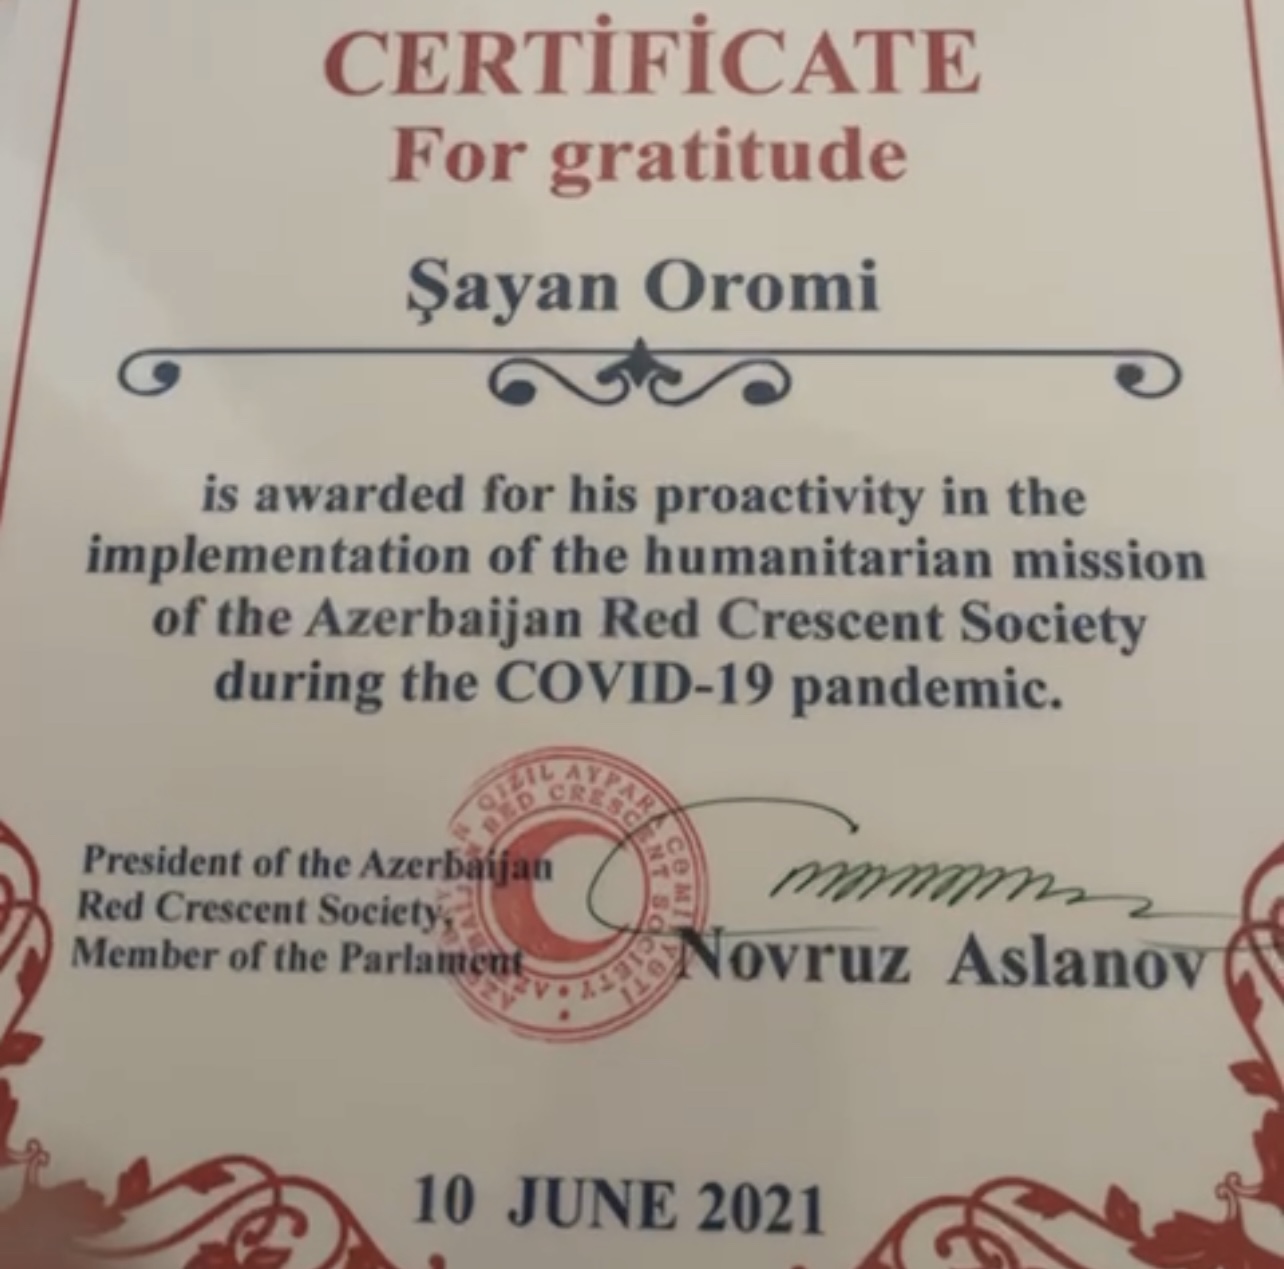 CERTİFİCATE
For gratitude
Şayan Oromi
is awarded for his proactivity in the
implementation of the humanitarian mission
of the Azerbaijan Red Crescent Society
during the COVID-19 pandemic.
President of the Azerbaijan
Red Crescent Society,
Member of the Parlament
QIZIL AYPARA CƏMİYYƏTİ
RED CRESCENT SOCIETY
Novruz Aslanov
10 JUNE 2021